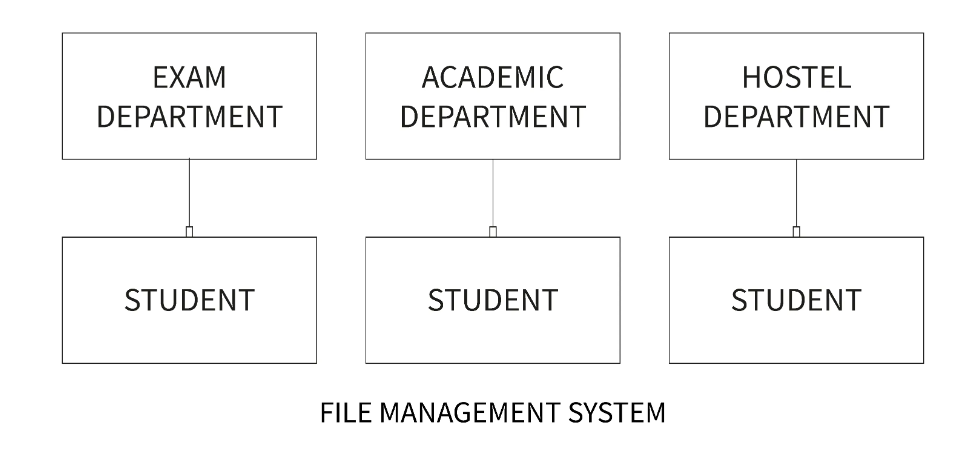 EXAM
DEPARTMENT
ACADEMIC
DEPARTMENT
HOSTEL
DEPARTMENT
STUDENT
STUDENT
STUDENT
FILE MANAGEMENT SYSTEM